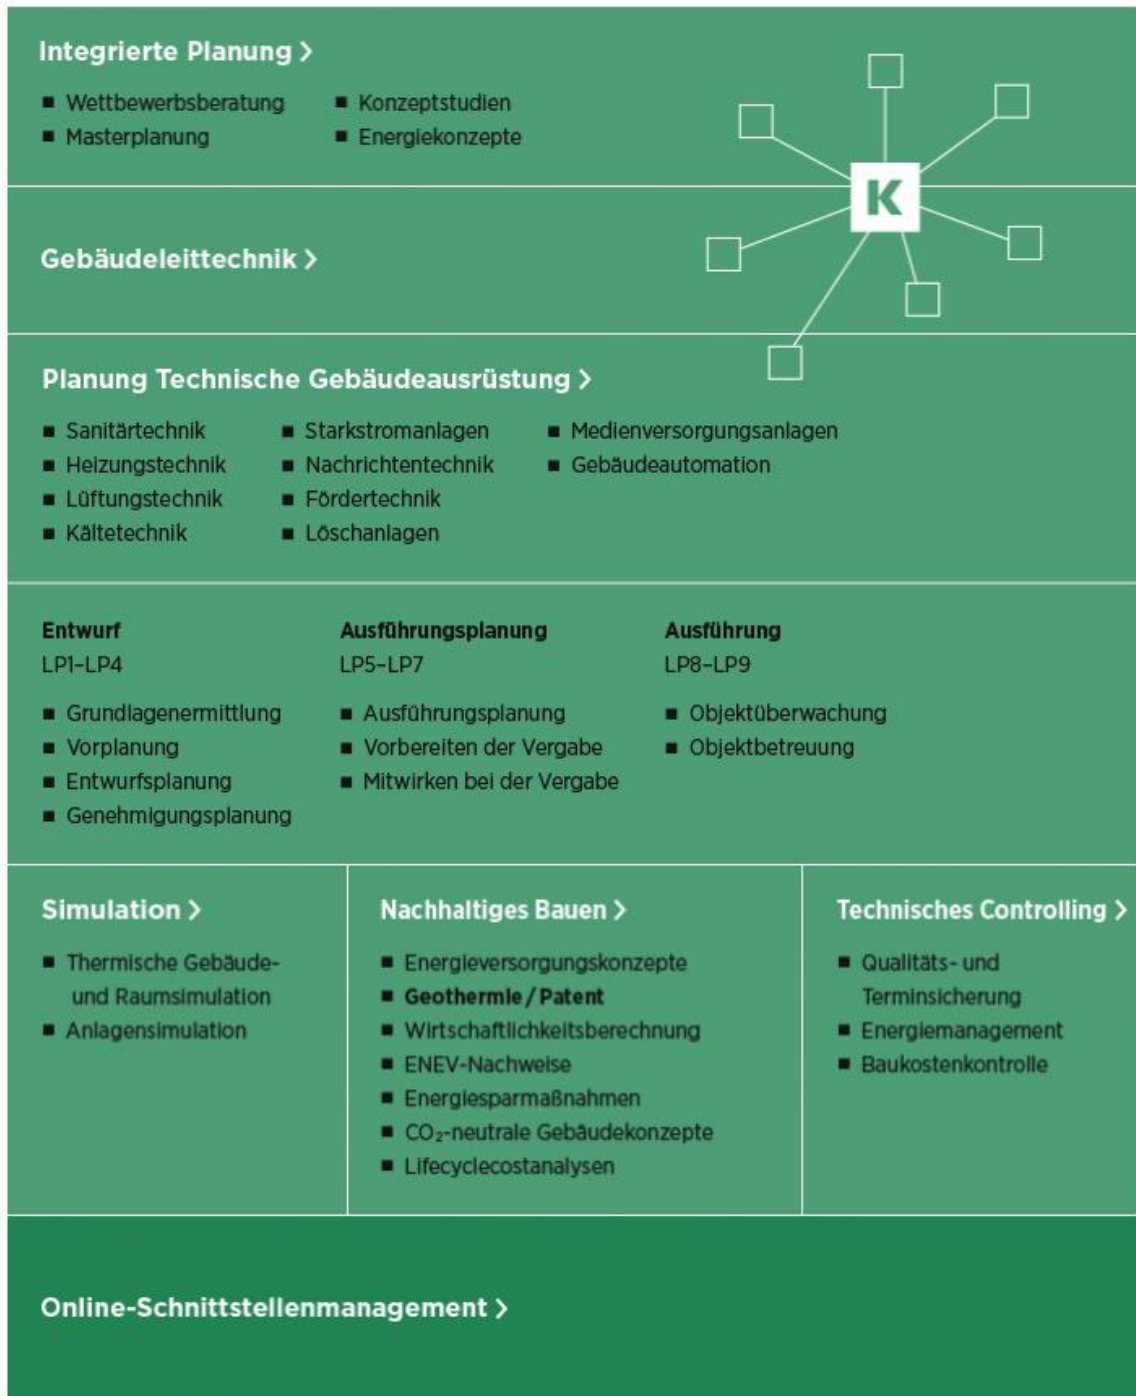 Integrierte Planung >
■ Wettbewerbsberatung ■ Konzeptstudien
■ Masterplanung ■ Energiekonzepte
K
Gebäudeleittechnik >
Planung Technische Gebäudeausrüstung >
■ Sanitärtechnik ■ Starkstromanlagen ■ Medienversorgungsanlagen
■ Heizungstechnik ■ Nachrichtentechnik ■ Gebäudeautomation
■ Lüftungstechnik ■ Fördertechnik
■ Kältetechnik ■ Löschanlagen
Entwurf
LP1–LP4
■ Grundlagenermittlung
■ Vorplanung
■ Entwurfsplanung
■ Genehmigungsplanung
Ausführungsplanung
LP5–LP7
■ Ausführungsplanung
■ Vorbereiten der Vergabe
■ Mitwirken bei der Vergabe
Ausführung
LP8–LP9
■ Objektüberwachung
■ Objektbetreuung
Simulation >
■ Thermische Gebäude-
und Raumsimulation
■ Anlagensimulation
Nachhaltiges Bauen >
■ Energieversorgungskonzepte
■ Geothermie / Patent
■ Wirtschaftlichkeitsberechnung
■ ENEV-Nachweise
■ Energiesparmaßnahmen
■ CO₂-neutrale Gebäudekonzepte
■ Lifecyclecostanalysen
Technisches Controlling >
■ Qualitäts- und
Terminsicherung
■ Energiemanagement
■ Baukostenkontrolle
Online-Schnittstellenmanagement >